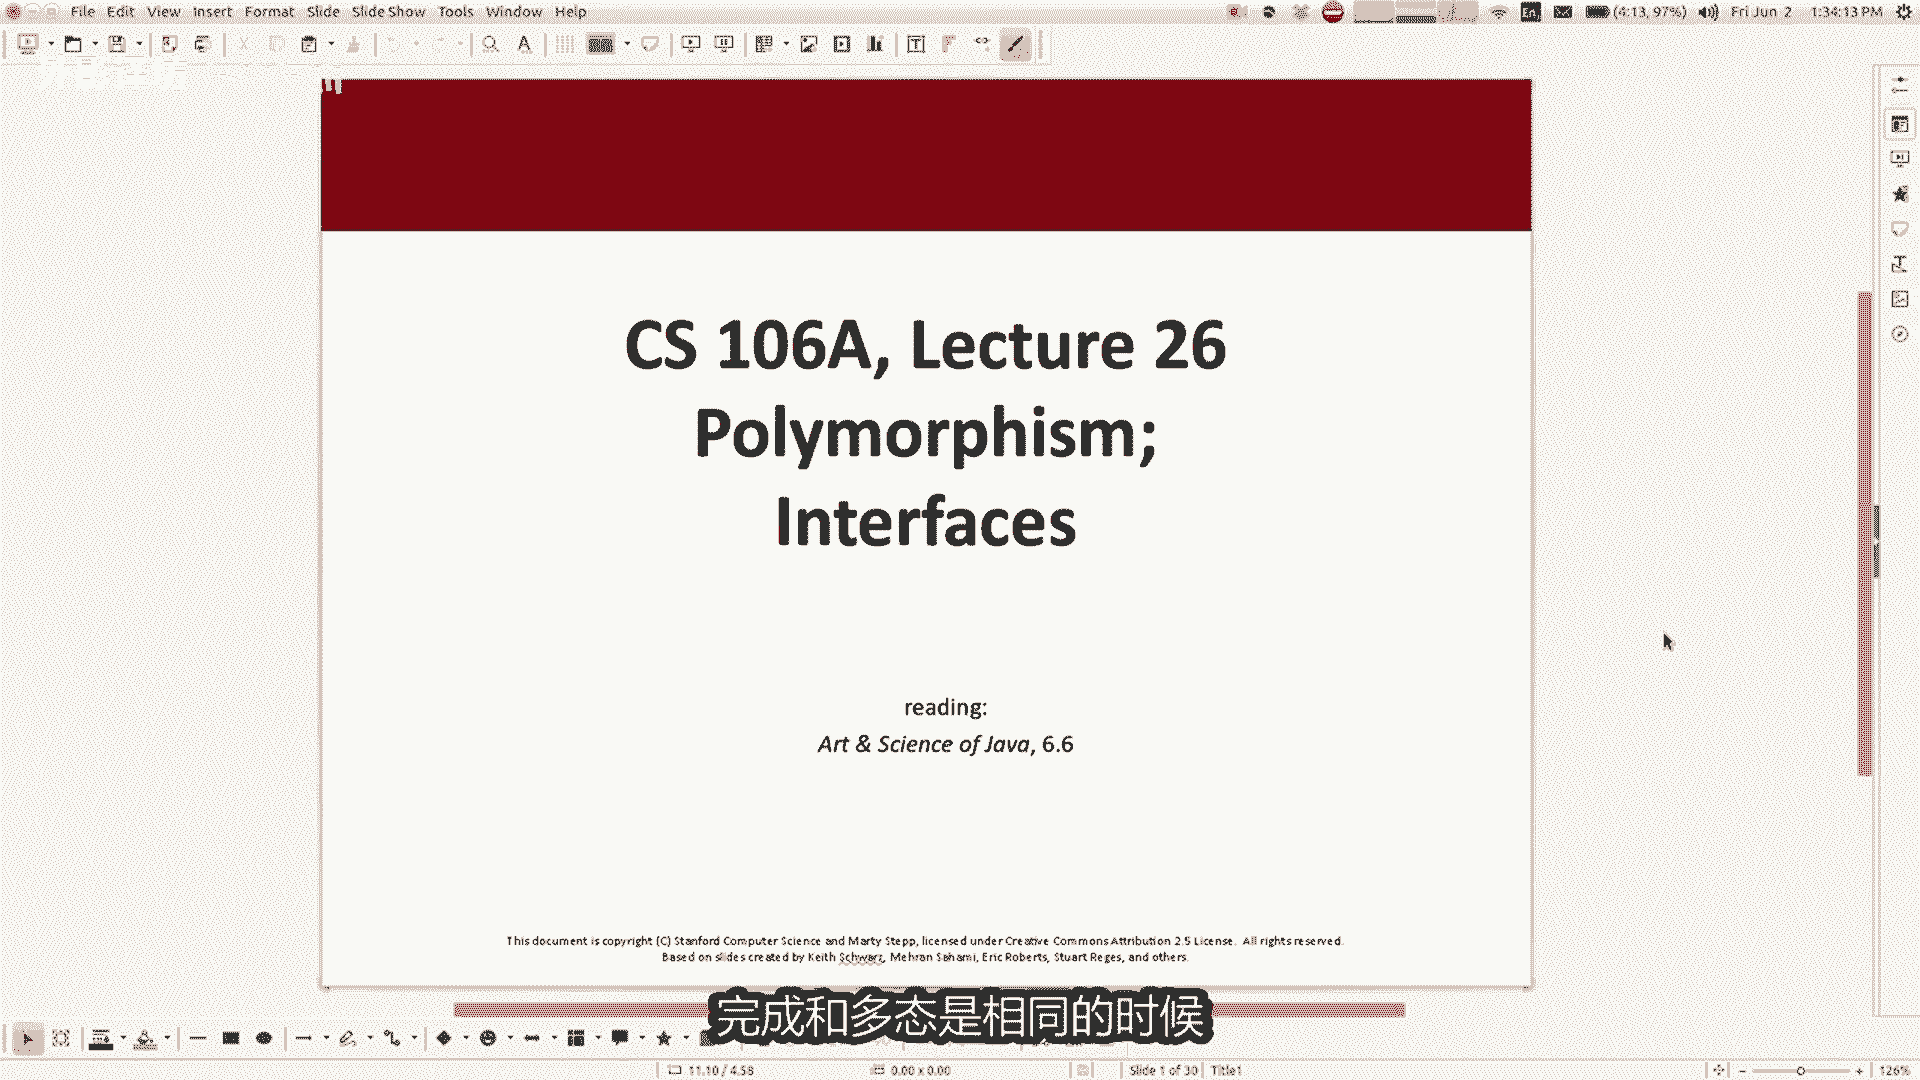 File Edit View Insert Format Slide Slide Show Tools Window Help
En
(4:13, 97%)
Fri Jun 2 1:34:13 PM
CS 106A, Lecture 26
Polymorphism;
Interfaces
reading:
Art & Science of Java, 6.6
This document is copyright (C) Stanford Computer Science and Marty Stepp, licensed under Creative Commons Attribution 2.5 License. All rights reserved.
Based on slides created by Keith Schwarz, Mehran Sahami, Eric Roberts, Stuart Reges, and others.
完成和多态是相同的时候
11.10 / 4.58
0.00 x 0.00
Slide 1 of 30
Title1
126%